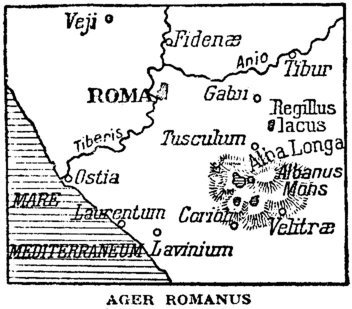 Veji
Fidenæ
Anio
Tibur
ROMA
Gabii
Regillus
lacus
Tiberis
Tusculum
Alba Longa
Albanus
Mons
Ostia
MARE
Laurentum
Corioli
Velitræ
MEDITERRANEUM
Lavinium
AGER ROMANUS